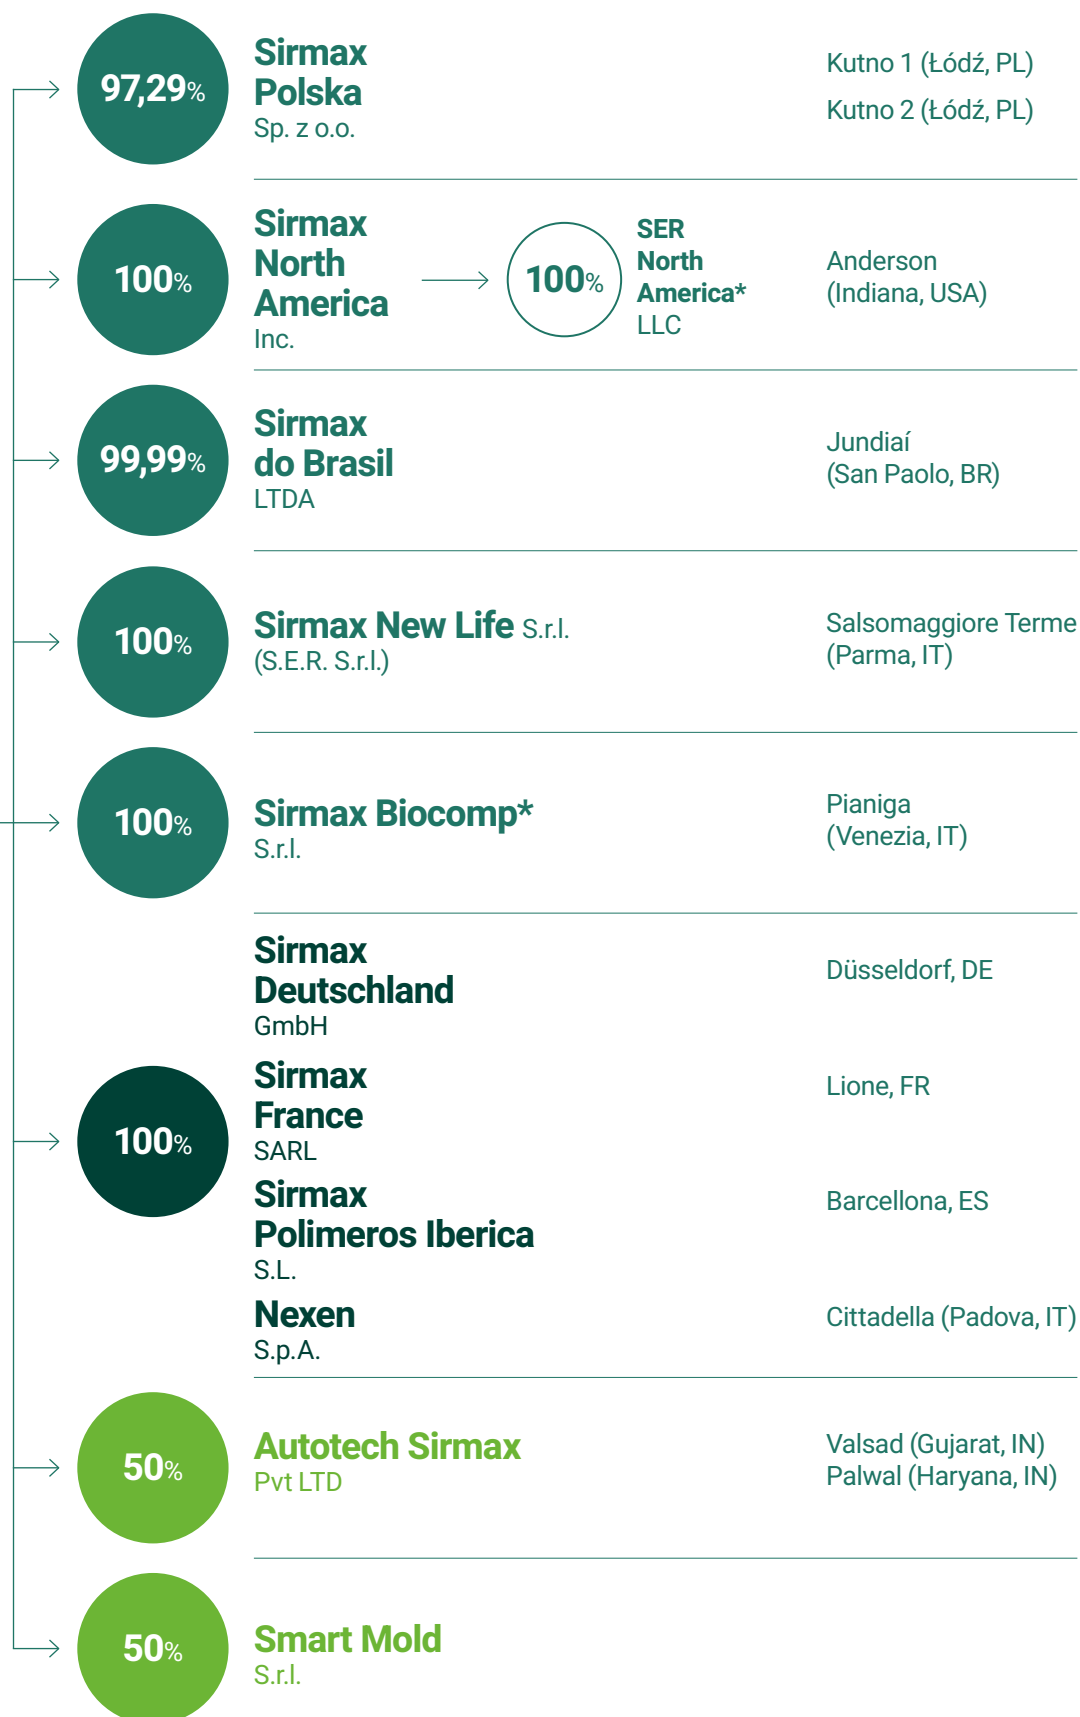 97,29%
Sirmax
Polska
Sp. z o.o.
Kutno 1 (Łódź, PL)
Kutno 2 (Łódź, PL)
100%
Sirmax
North
America
Inc.
100%
SER
North
America*
LLC
Anderson
(Indiana, USA)
99,99%
Sirmax
do Brasil
LTDA
Jundiaí
(San Paolo, BR)
100%
Sirmax New Life S.r.l.
(S.E.R. S.r.l.)
Salsomaggiore Terme
(Parma, IT)
100%
Sirmax Biocomp*
S.r.l.
Pianiga
(Venezia, IT)
100%
Sirmax
Deutschland
GmbH
Düsseldorf, DE
Sirmax
France
SARL
Lione, FR
Sirmax
Polimeros Iberica
S.L.
Barcellona, ES
Nexen
S.p.A.
Cittadella (Padova, IT)
50%
Autotech Sirmax
Pvt LTD
Valsad (Gujarat, IN)
Palwal (Haryana, IN)
50%
Smart Mold
S.r.l.